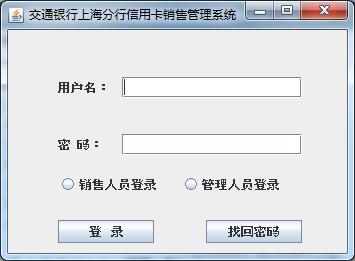 交通银行上海分行信用卡销售管理系统
用户名：
密 码：
销售人员登录 管理人员登录
登 录 找回密码